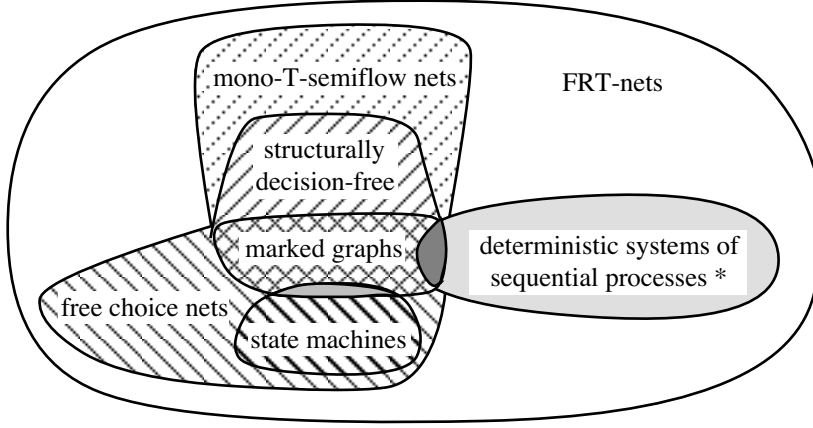 mono-T-semiflow nets
FRT-nets
structurally
decision-free
marked graphs
deterministic systems of
sequential processes *
free choice nets
state machines